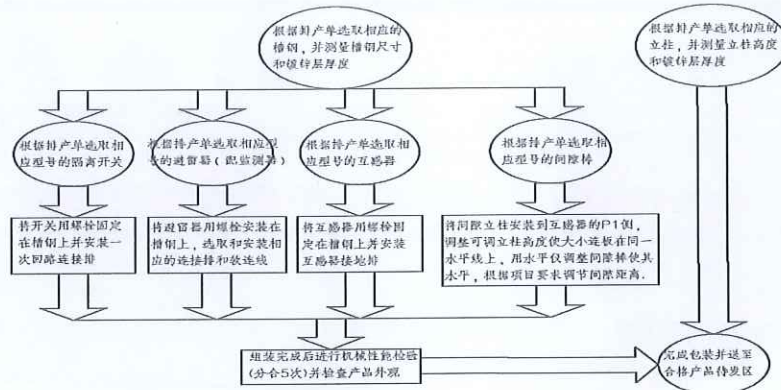 根据排产单选取相应的
槽钢,并测量槽钢尺寸
和镀锌层厚度
根据排产单选取相应的
立柱,并测量立柱高度
和镀锌层厚度
根据排产单选取相
应型号的隔离开关
根据排产单选取相应型
号的避雷器(配监测器)
根据排产单选取相
应型号的互感器
根据排产单选取相
应型号的间隙棒
将开关用螺栓固定
在槽钢上并安装一
次回路连接排
将避雷器用螺栓安装在
槽钢上,选取和安装相
应的连接排和软连线
将互感器用螺栓固
定在槽钢上并安装
互感器接地排
将间隙立柱安装到互感器的P1侧,
调整可调立柱高度使大小连板在同一
水平线上,用水平仪调整间隙棒使其
水平,根据项目要求调节间隙距离.
组装完成后进行机械性能检验
(分合5次)并检查产品外观
完成包装并送至
合格产品待发区